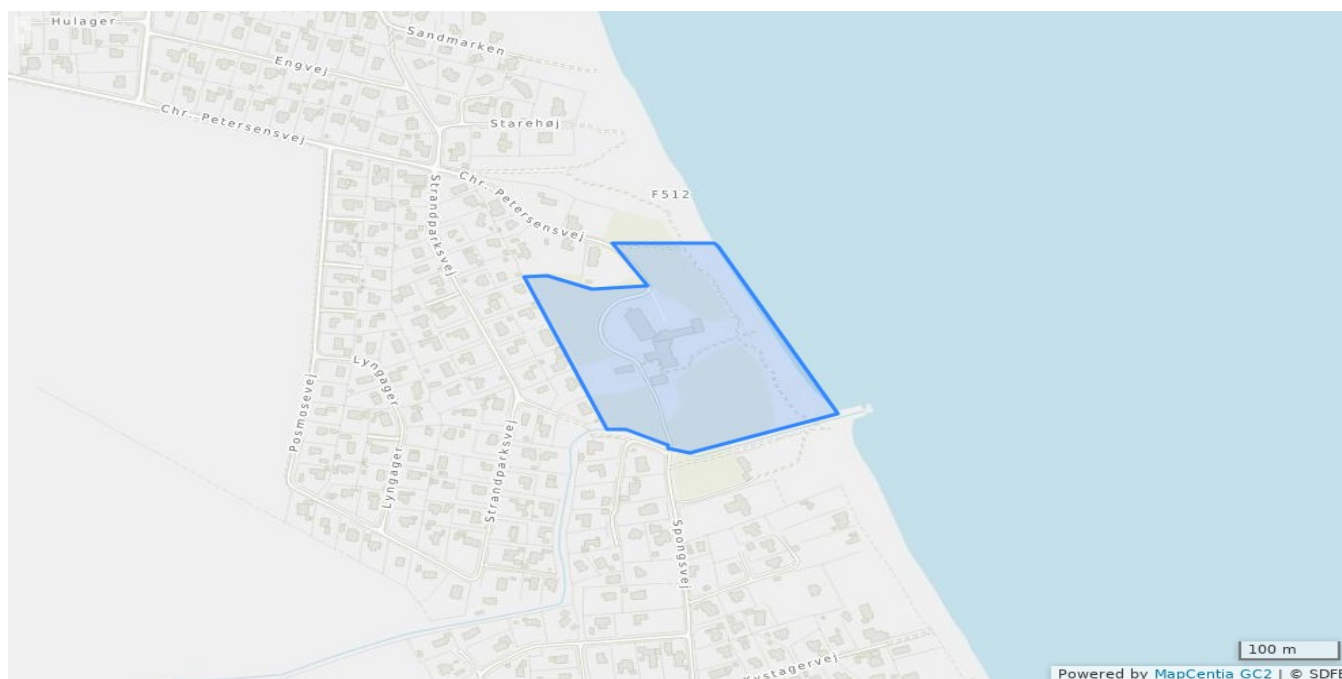 Hulager
Sandmarken
Engvej
Chr. Petersensvej
Starehøj
Strandparksvej
Chr. Petersensvej
F512
Lyngager
Posmosevej
Lyngager
Strandparksvej
Spongsvej
Kystagervej
100 m
Powered by MapCentia GC2 | © SDFE